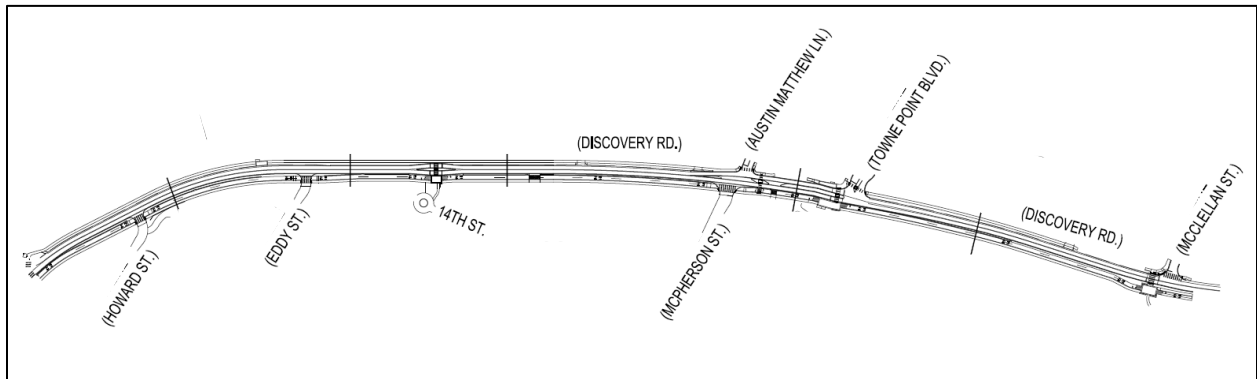 (HOWARD ST.)
(EDDY ST.)
14TH ST.
(DISCOVERY RD.)
(MCPHERSON ST.)
(AUSTIN MATTHEW LN.)
(TOWNE POINT BLVD.)
(DISCOVERY RD.)
(MCCLELLAN ST.)